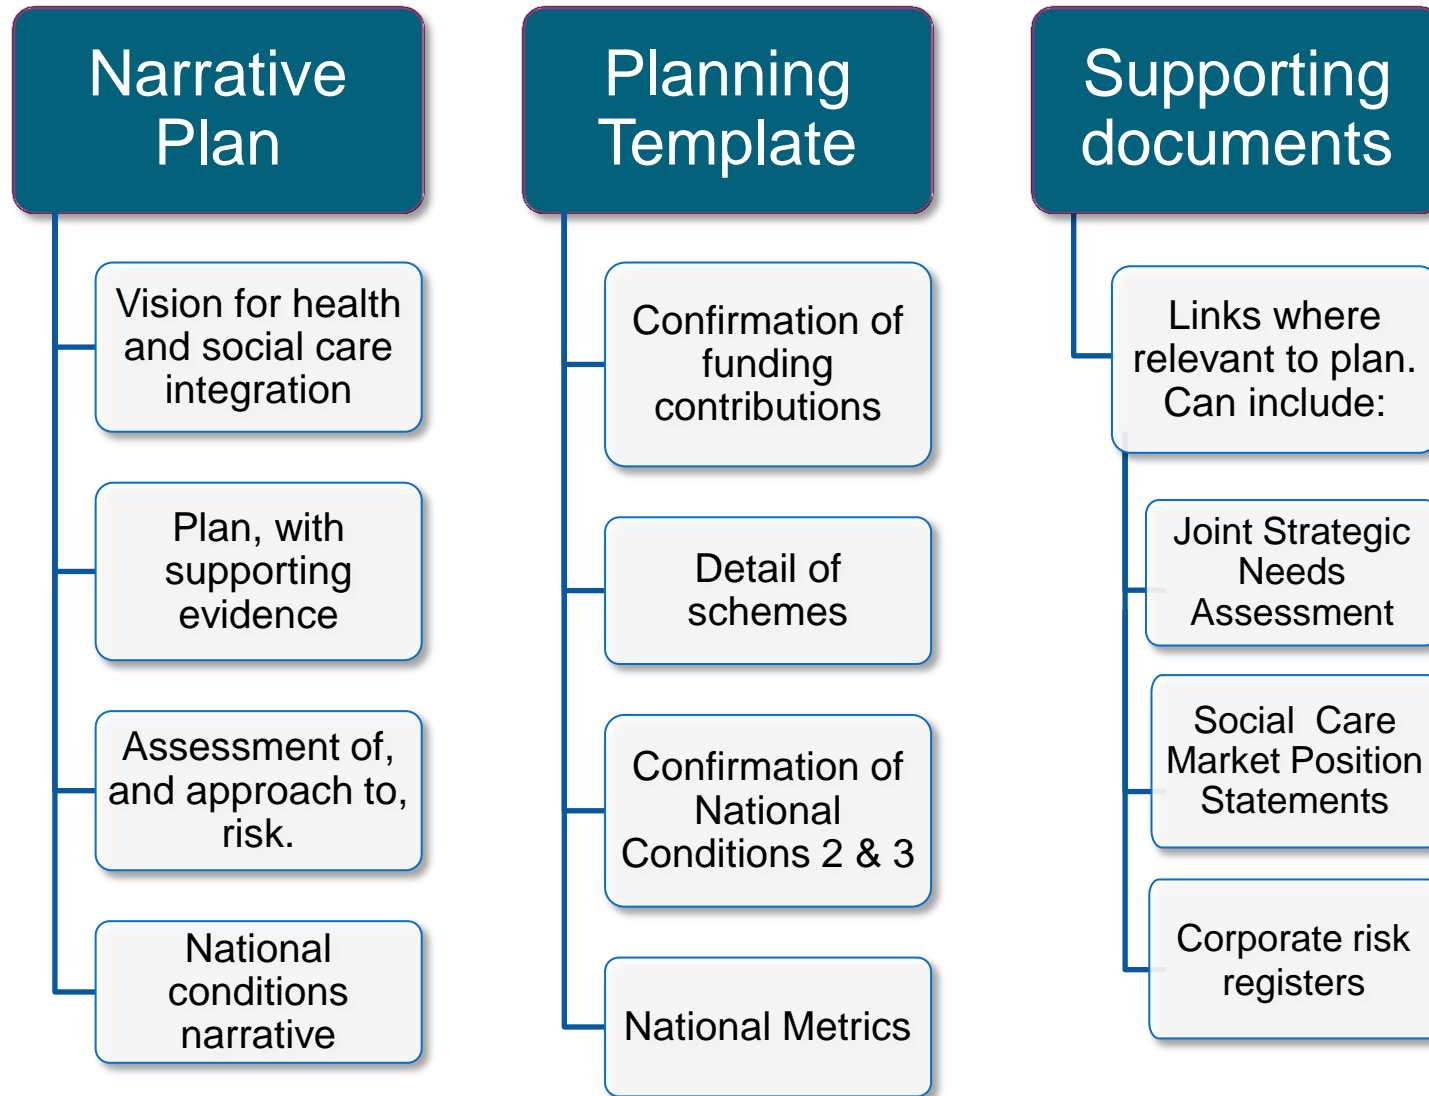 Narrative
Plan
Vision for health
and social care
integration
Plan, with
supporting
evidence
Assessment of,
and approach to,
risk.
National
conditions
narrative
Planning
Template
Confirmation of
funding
contributions
Detail of
schemes
Confirmation of
National
Conditions 2 & 3
National Metrics
Supporting
documents
Links where
relevant to plan.
Can include:
Joint Strategic
Needs
Assessment
Social Care
Market Position
Statements
Corporate risk
registers